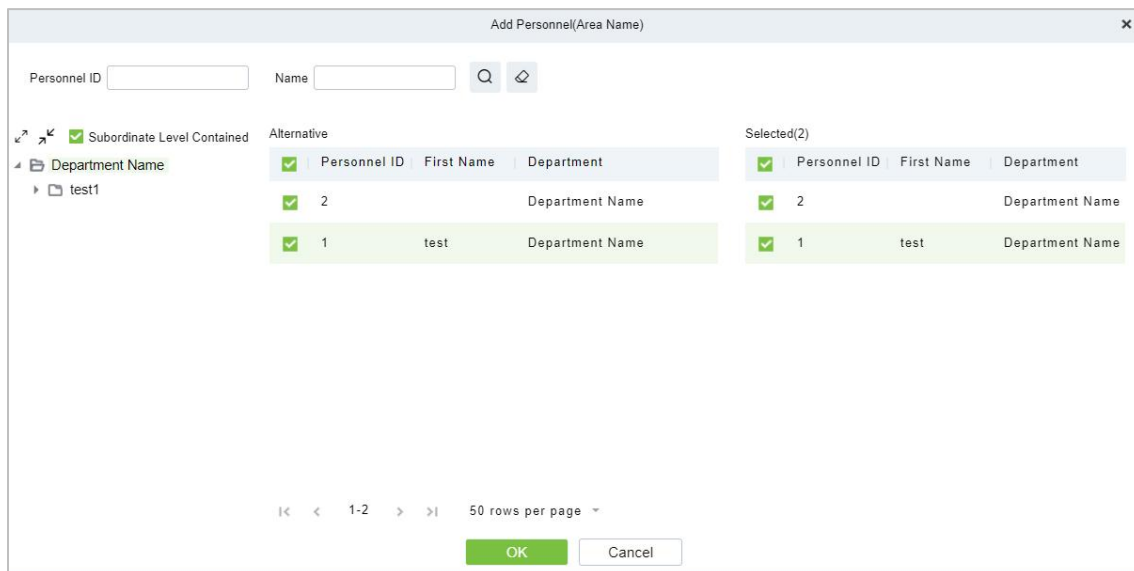 Add Personnel(Area Name)
Personnel ID Name
Subordinate Level Contained
Department Name
test1
Alternative
Personnel ID First Name Department
2 Department Name
1 test Department Name
Selected(2)
Personnel ID First Name Department
2 Department Name
1 test Department Name
1-2 50 rows per page
OK Cancel